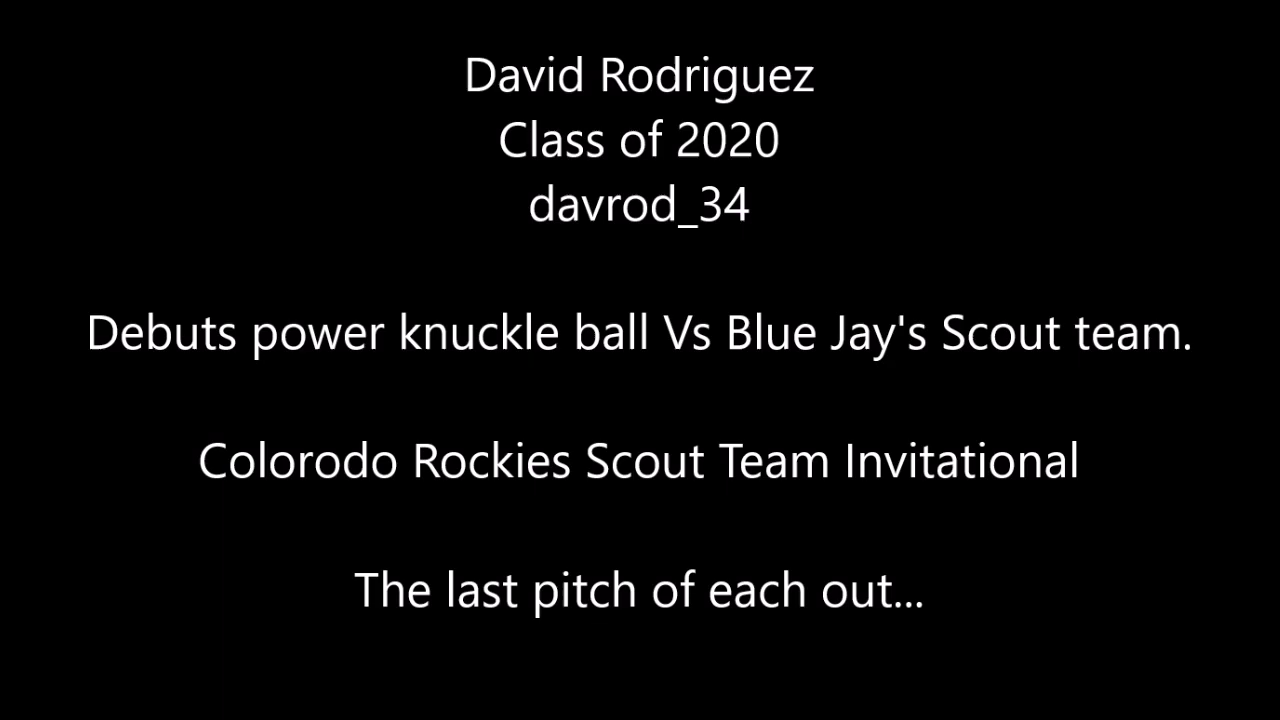 David Rodriguez
Class of 2020
davrod_34
Debuts power knuckle ball Vs Blue Jay's Scout team.
Colorodo Rockies Scout Team Invitational
The last pitch of each out...